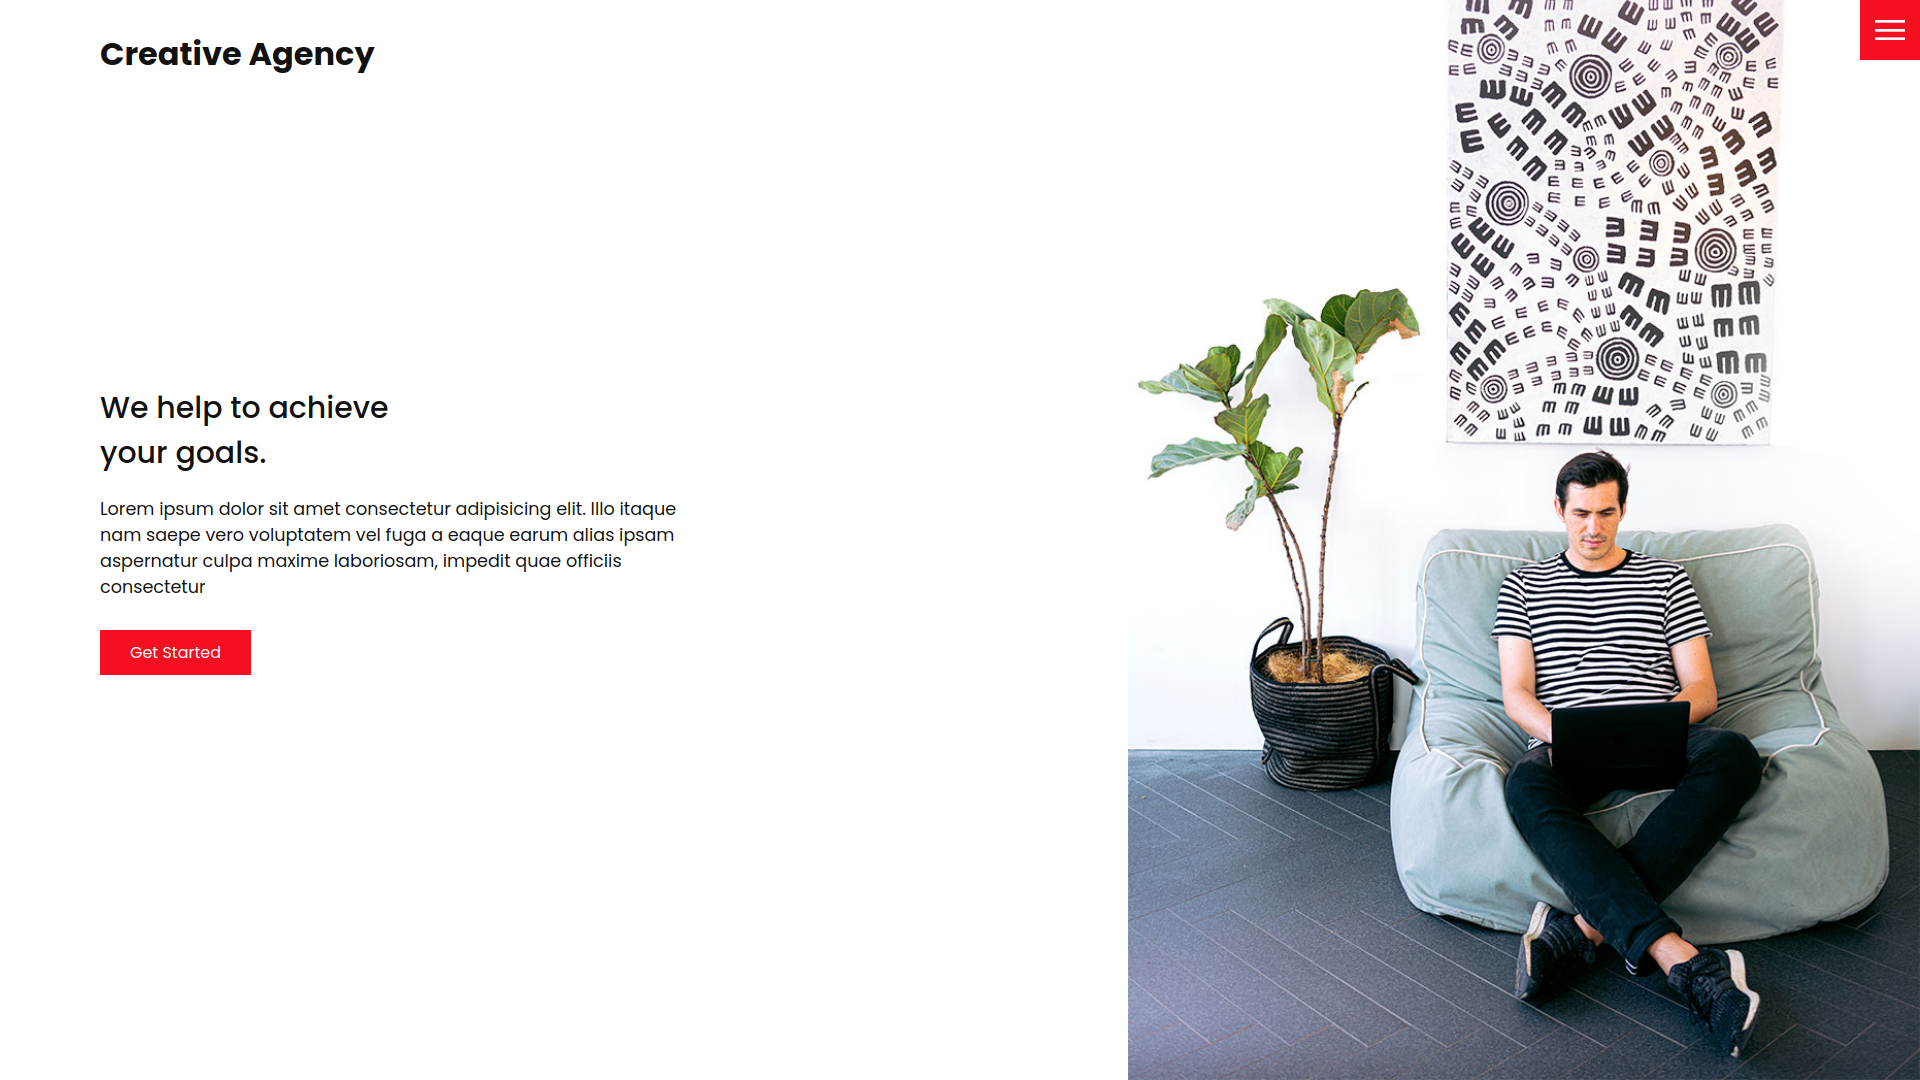 Creative Agency
We help to achieve
your goals.
Lorem ipsum dolor sit amet consectetur adipisicing elit. Illo itaque
nam saepe vero voluptatem vel fuga a eaque earum alias ipsam
aspernatur culpa maxime laboriosam, impedit quae officiis
consectetur
Get Started